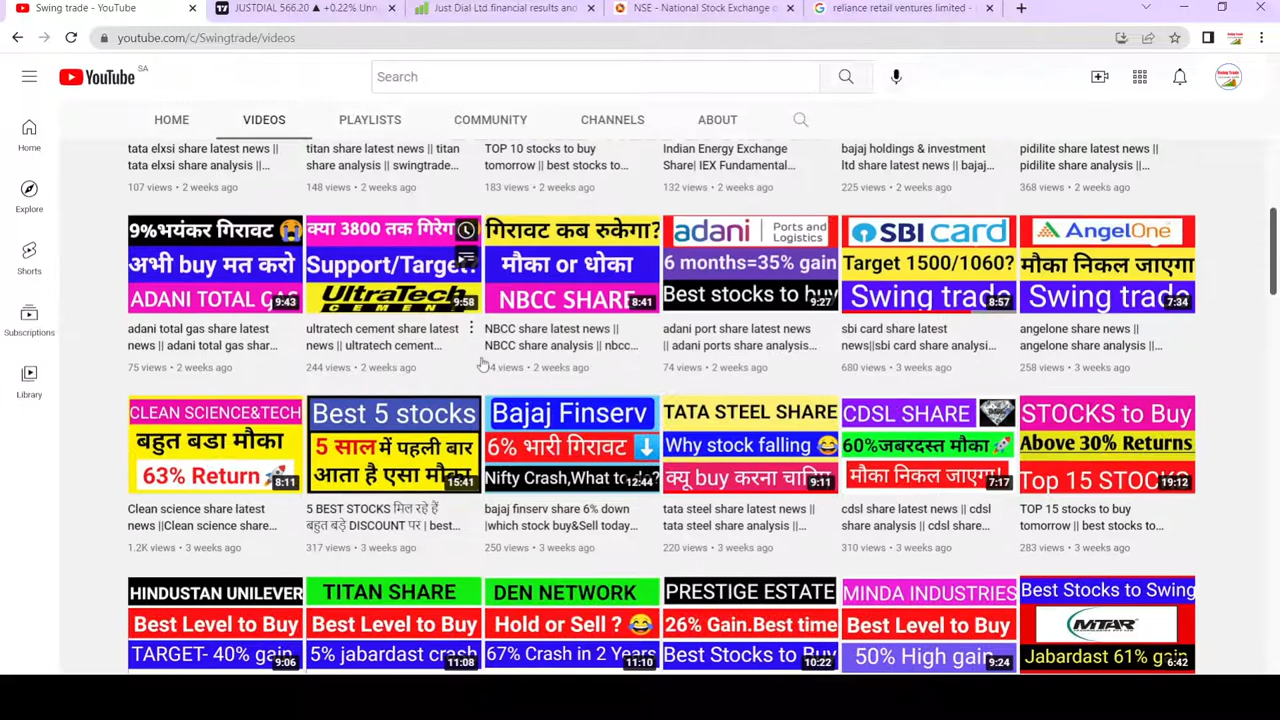 Swing trade - YouTube
JUSTDIAL 566.20 ▲ +0.22% Unn
Just Dial Ltd financial results and
NSE - National Stock Exchange o
reliance retail ventures limited -
youtube.com/c/Swingtrade/videos
YouTube SA
Search
HOME VIDEOS PLAYLISTS COMMUNITY CHANNELS ABOUT
Home
Explore
Shorts
Subscriptions
Library
tata elxsi share latest news ||
tata elxsi share analysis ||...
107 views • 2 weeks ago
titan share latest news || titan
share analysis || swingtrade...
148 views • 2 weeks ago
TOP 10 stocks to buy
tomorrow || best stocks to...
183 views • 2 weeks ago
Indian Energy Exchange
Share| IEX Fundamental...
132 views • 2 weeks ago
bajaj holdings & investment
ltd share latest news || bajaj...
225 views • 2 weeks ago
pidilite share latest news ||
pidilite share analysis ||...
368 views • 2 weeks ago
9%भयंकर गिरावट
अभी buy मत करो
ADANI TOTAL GAS
9:43
adani total gas share latest
news || adani total gas shar...
75 views • 2 weeks ago
क्या 3800 तक गिरेग
Support/Target
UltraTech
CEMENT
9:58
ultratech cement share latest
news || ultratech cement...
244 views • 2 weeks ago
गिरावट कब रुकेगा?
मौका or धोका
NBCC SHARE
8:41
NBCC share latest news ||
NBCC share analysis || nbcc...
4 views • 2 weeks ago
adani Ports and
Logistics
6 months=35% gain
Best stocks to buy
9:27
adani port share latest news
|| adani ports share analysis...
74 views • 2 weeks ago
SBI card
Target 1500/1060?
Swing trade
8:57
sbi card share latest
news||sbi card share analysi...
680 views • 3 weeks ago
AngelOne
मौका निकल जाएगा
Swing trade
7:34
angelone share news ||
angelone share analysis ||...
258 views • 3 weeks ago
CLEAN SCIENCE&TECH
बहुत बडा मौका
63% Return
8:11
Clean science share latest
news ||Clean science share...
1.2K views • 3 weeks ago
Best 5 stocks
5 साल में पहली बार
आता है एसा मौका
15:41
5 BEST STOCKS मिल रहे हैं
बहुत बड़े DISCOUNT पर | best...
317 views • 3 weeks ago
Bajaj Finserv
6% भारी गिरावट
Nifty Crash,What to do?
12:44
bajaj finserv share 6% down
|which stock buy&Sell today...
250 views • 3 weeks ago
TATA STEEL SHARE
Why stock falling
क्यू buy करना चाहि
9:11
tata steel share latest news ||
tata steel share analysis ||...
220 views • 3 weeks ago
CDSL SHARE
60%जबरदस्त मौका
मौका निकल जाएगा!
7:17
cdsl share latest news || cdsl
share analysis || cdsl share...
310 views • 3 weeks ago
STOCKS to Buy
Above 30% Returns
Top 15 STOC
19:12
TOP 15 stocks to buy
tomorrow || best stocks to...
283 views • 3 weeks ago
HINDUSTAN UNILEVER
Best Level to Buy
TARGET- 40% gain
9:06
TITAN SHARE
Best Level to Buy
5% jabardast crash
11:08
DEN NETWORK
Hold or Sell ?
67% Crash in 2 Years
11:10
PRESTIGE ESTATE
26% Gain.Best time
Best Stocks to Buy
10:22
MINDA INDUSTRIES
Best Level to Buy
50% High gain
9:24
Best Stocks to Swing
MTAR
Jabardast 61% gain
6:42